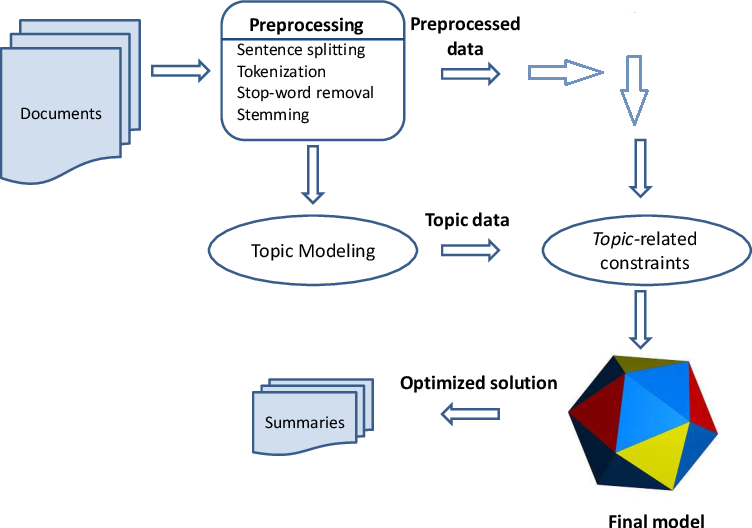 Preprocessing
Sentence splitting
Tokenization
Stop-word removal
Stemming
Preprocessed
data
Documents
Topic Modeling
Topic data
Topic-related
constraints
Optimized solution
Summaries
Final model